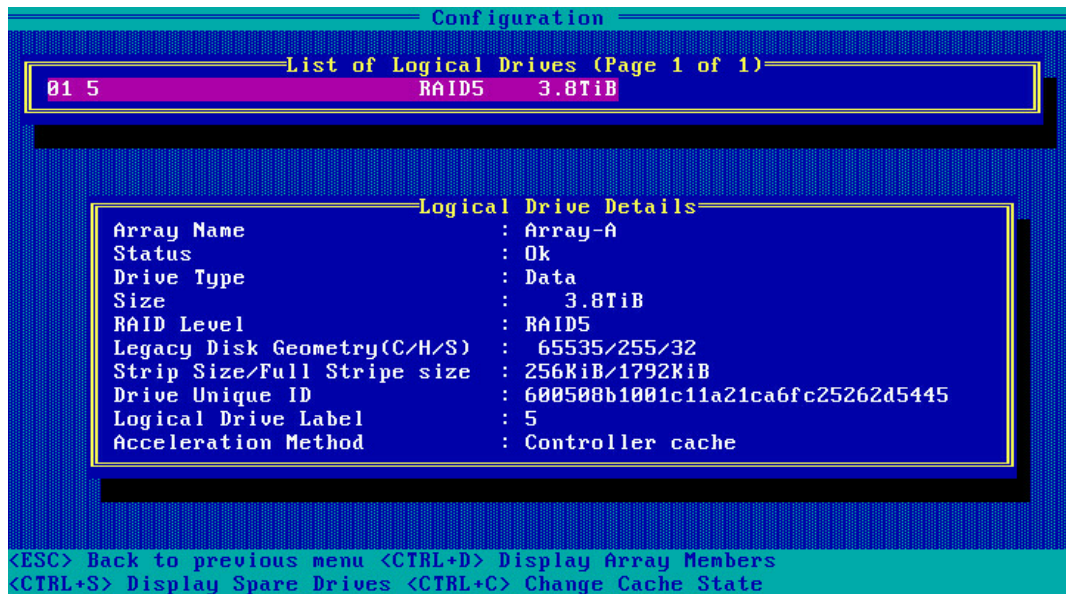 Configuration
List of Logical Drives (Page 1 of 1)
01 5 RAID5 3.8TiB
Logical Drive Details
Array Name : Array-A
Status : Ok
Drive Type : Data
Size : 3.8TiB
RAID Level : RAID5
Legacy Disk Geometry(C/H/S) : 65535/255/32
Strip Size/Full Stripe size : 256KiB/1792KiB
Drive Unique ID : 600508b1001c11a21ca6fc25262d5445
Logical Drive Label : 5
Acceleration Method : Controller cache
<ESC> Back to previous menu <CTRL+D> Display Array Members
<CTRL+S> Display Spare Drives <CTRL+C> Change Cache State